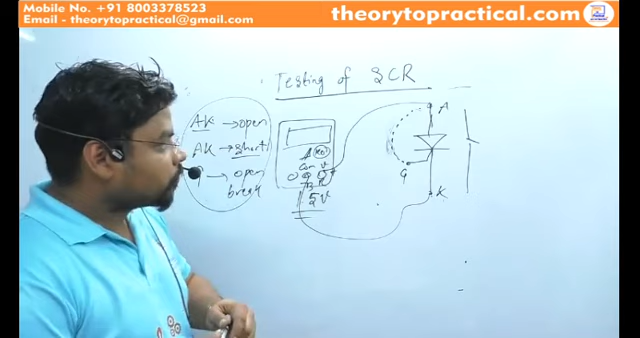 Mobile No. +91 8003378523
Email - theorytopractical@gmail.com
theorytopractical.com
Testing of SCR
AK → open
AK → short
G → open
break
5V
A
G
K